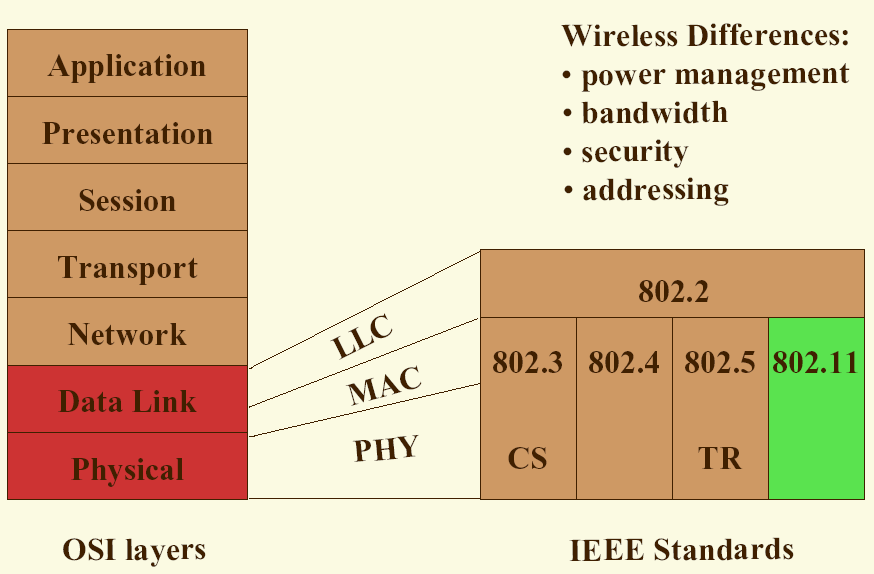 Application
Presentation
Session
Transport
Network
Data Link
Physical
OSI layers
LLC
MAC
PHY
Wireless Differences:
• power management
• bandwidth
• security
• addressing
802.2
802.3 802.4 802.5 802.11
CS TR
IEEE Standards